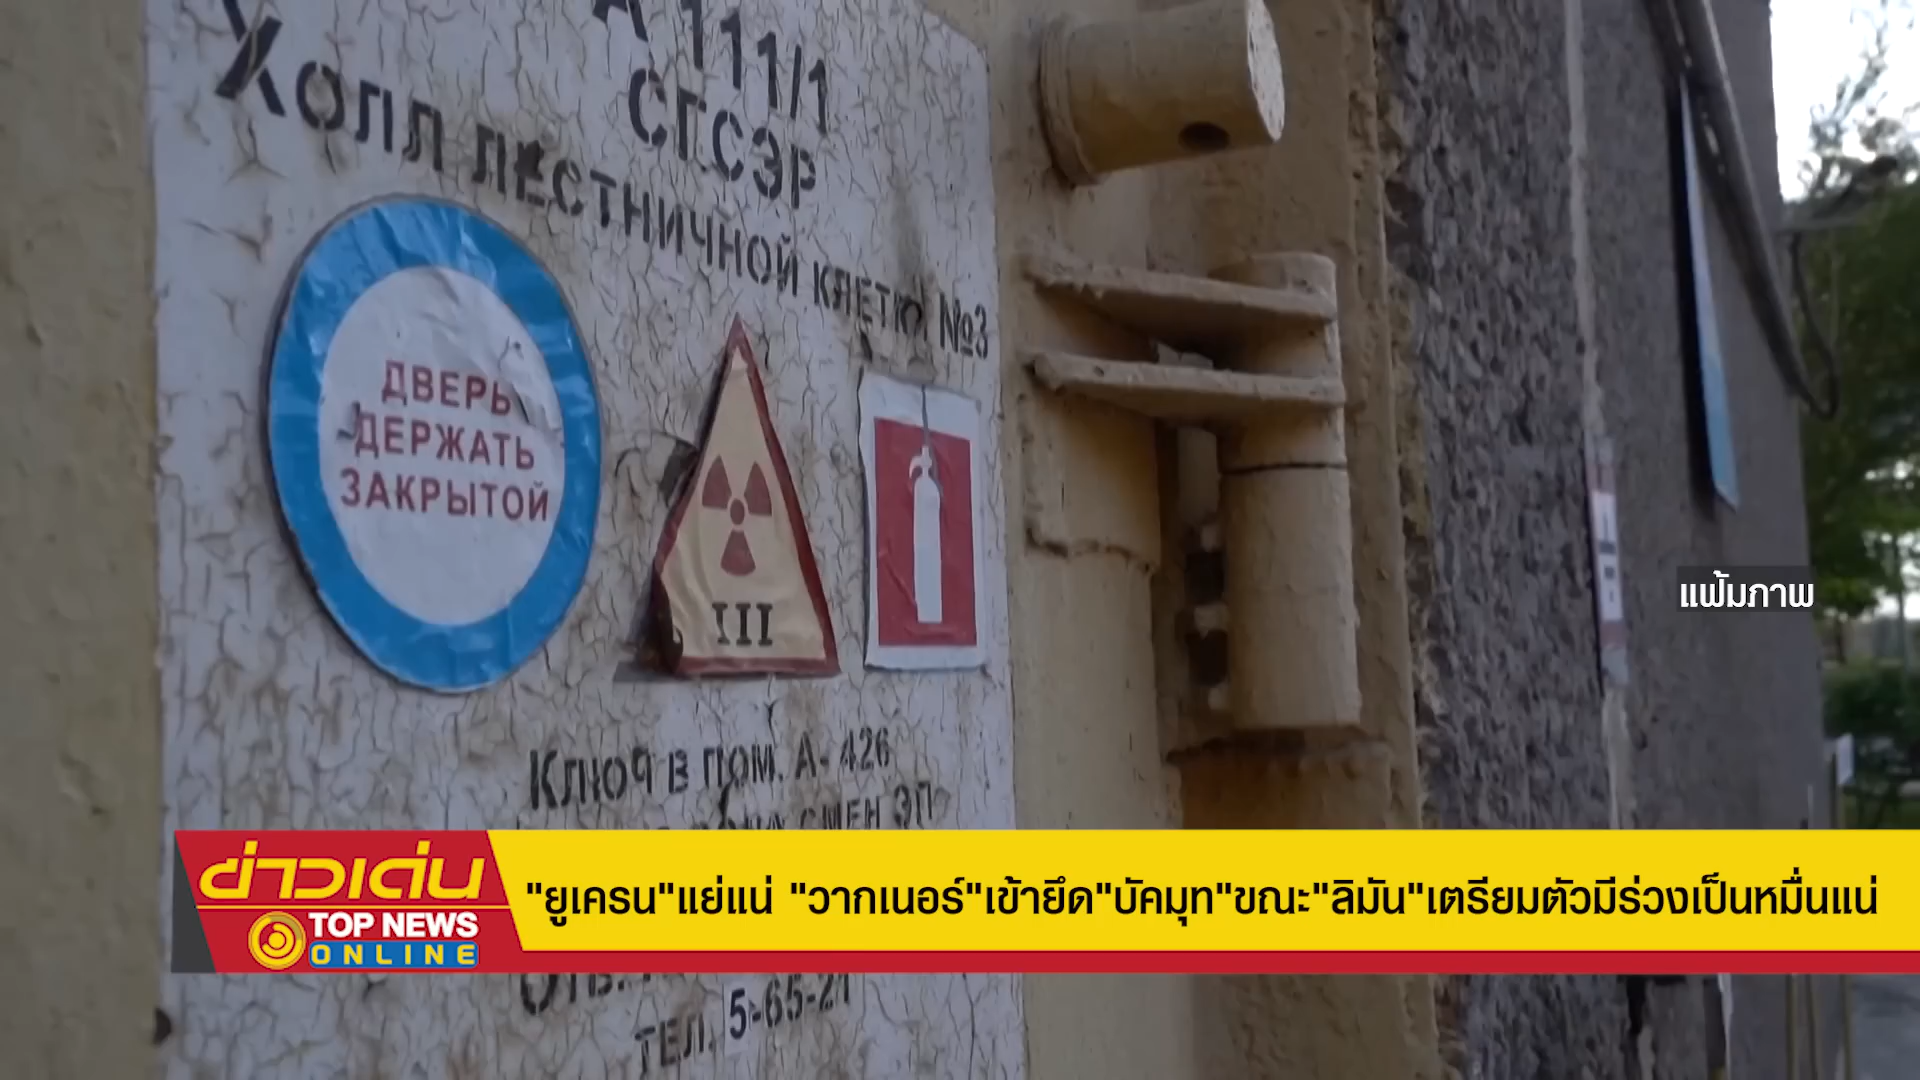 А 111/1
СГСЭР
ХОЛЛ ЛЕСТНИЧНОЙ КЛЕТКИ №3
ДВЕРЬ
ДЕРЖАТЬ
ЗАКРЫТОЙ
III
КЛЮЧ В ПОМ. А- 426
СМЕН ЭП
ТЕЛ. 5-65-21
แฟ้มภาพ
ข่าวเด่น
TOP NEWS
ONLINE
"ยูเครน"แย่แน่ "วากเนอร์"เข้ายึด"บัคมุท"ขณะ"ลิมัน"เตรียมตัวมีร่วงเป็นหมื่นแน่